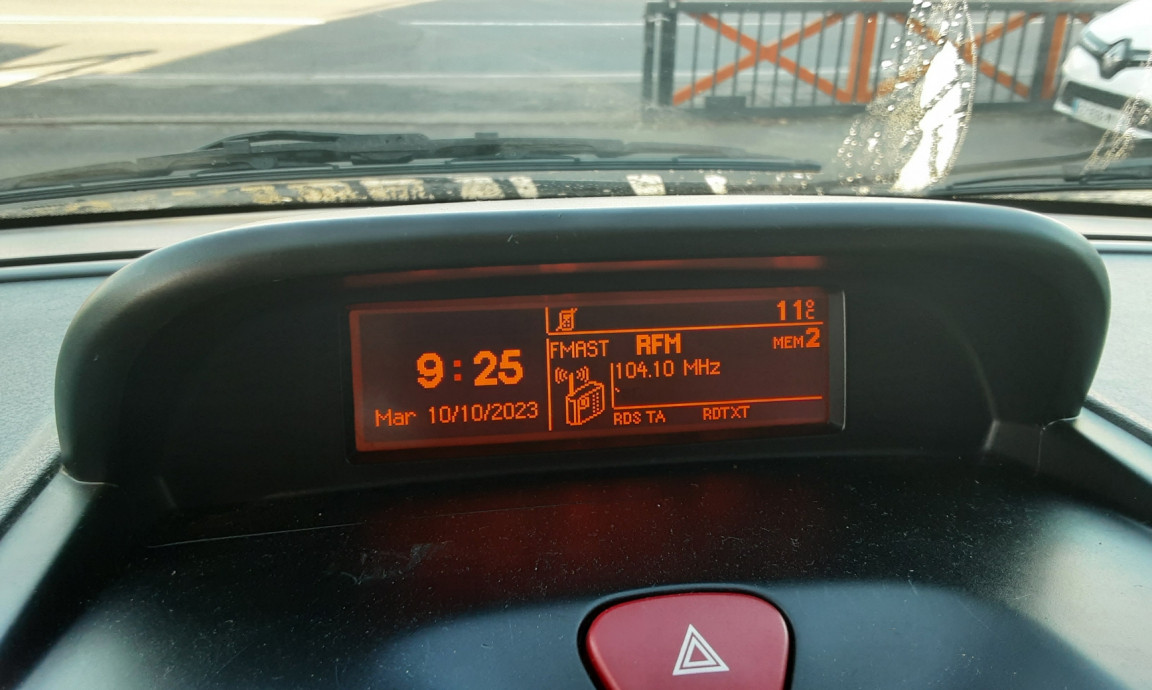 9:25
Mar 10/10/2023
11°C
FMAST RFM MEM2
104.10 MHz
RDS TA RDTXT